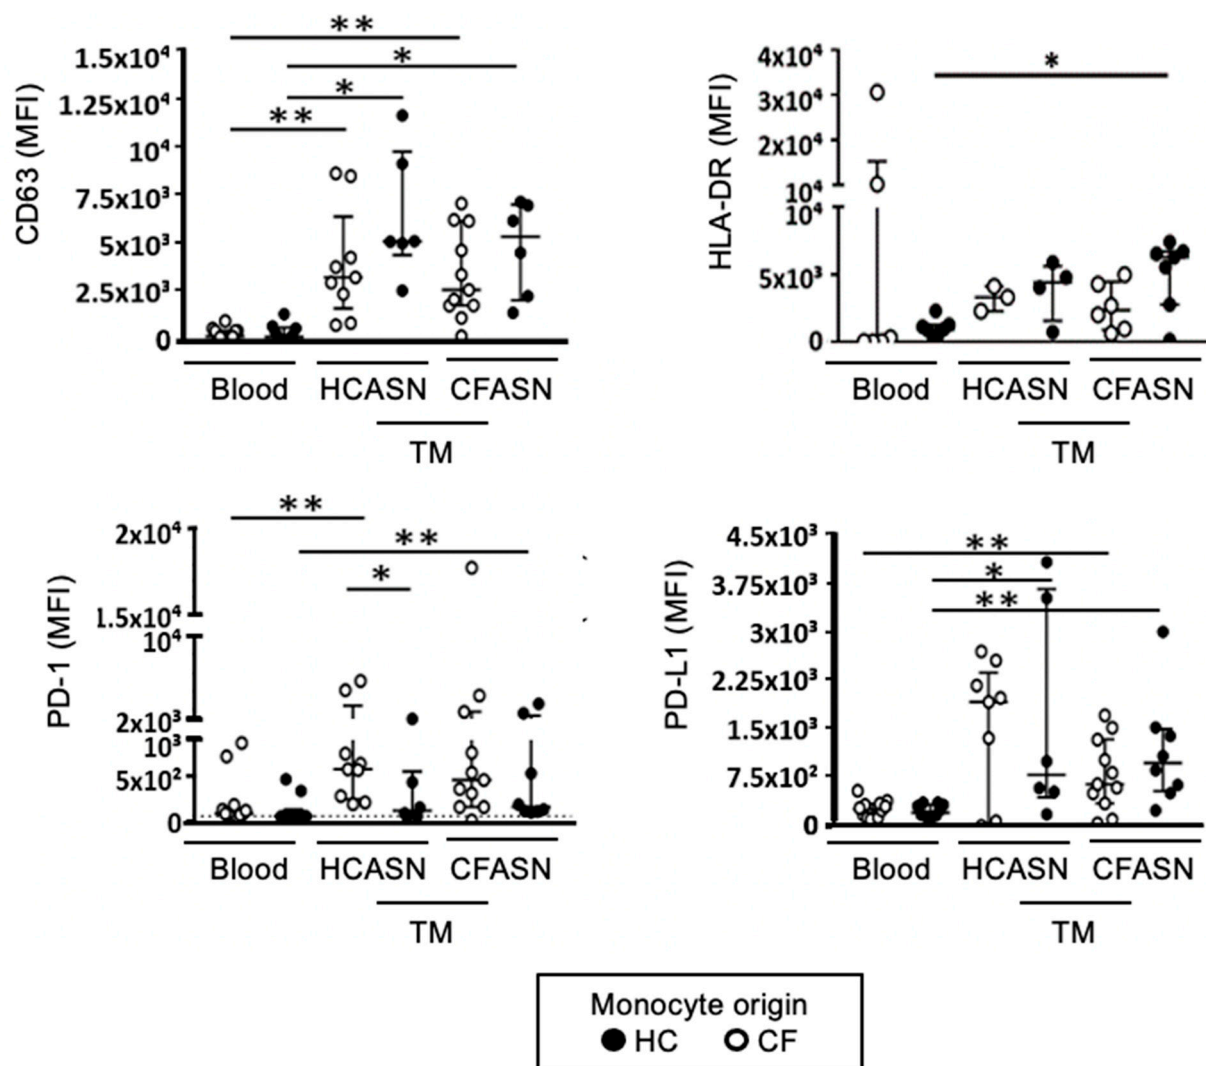 CD63 (MFI)
1.5x10⁴
1.25x10⁴
10⁴
7.5x10³
5x10³
2.5x10³
0
**
*
*
**
Blood HCASN CFASN
TM
HLA-DR (MFI)
4x10⁴
3x10⁴
2x10⁴
10⁴
10⁴
5x10³
0
*
Blood HCASN CFASN
TM
PD-1 (MFI)
2x10⁴
1.5x10⁴
10⁴
2x10³
10³
5x10²
0
**
**
*
Blood HCASN CFASN
TM
PD-L1 (MFI)
4.5x10³
3.75x10³
3x10³
2.25x10³
1.5x10³
7.5x10²
0
**
*
**
Blood HCASN CFASN
TM
Monocyte origin
HC CF